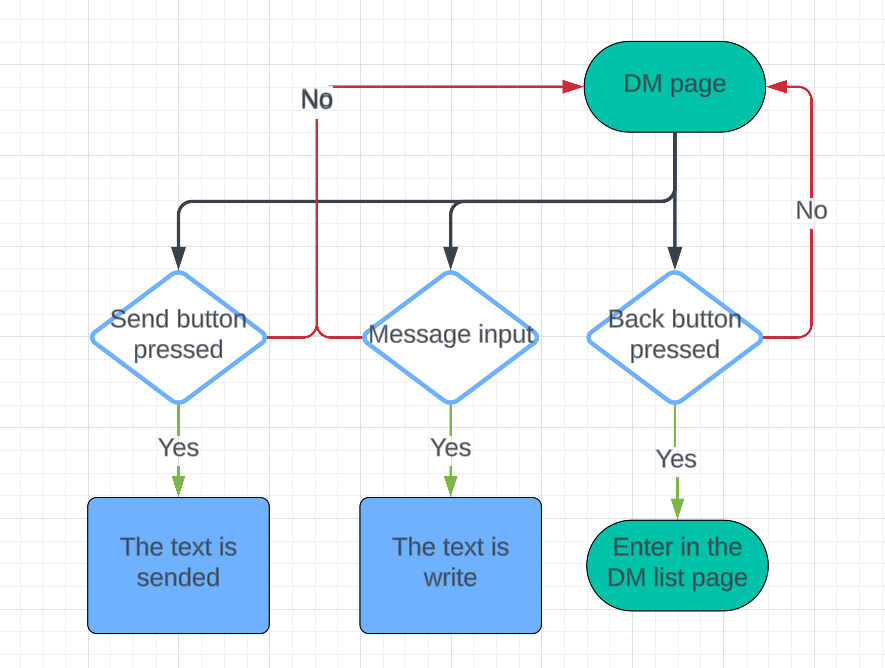 DM page
No
No
Send button
pressed
Message input
Back button
pressed
Yes
Yes
Yes
The text is
sended
The text is
write
Enter in the
DM list page